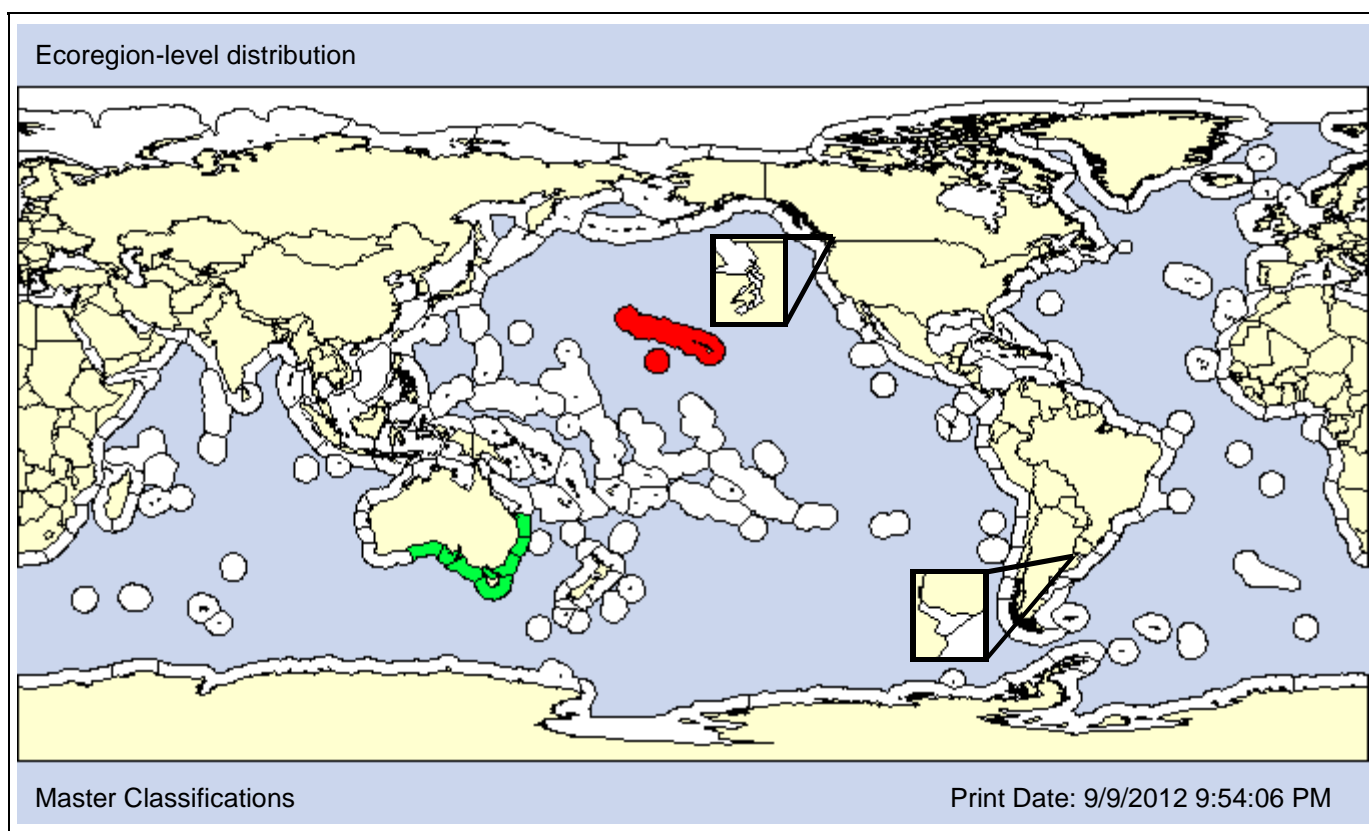 Ecoregion-level distribution
Master Classifications
Print Date: 9/9/2012 9:54:06 PM